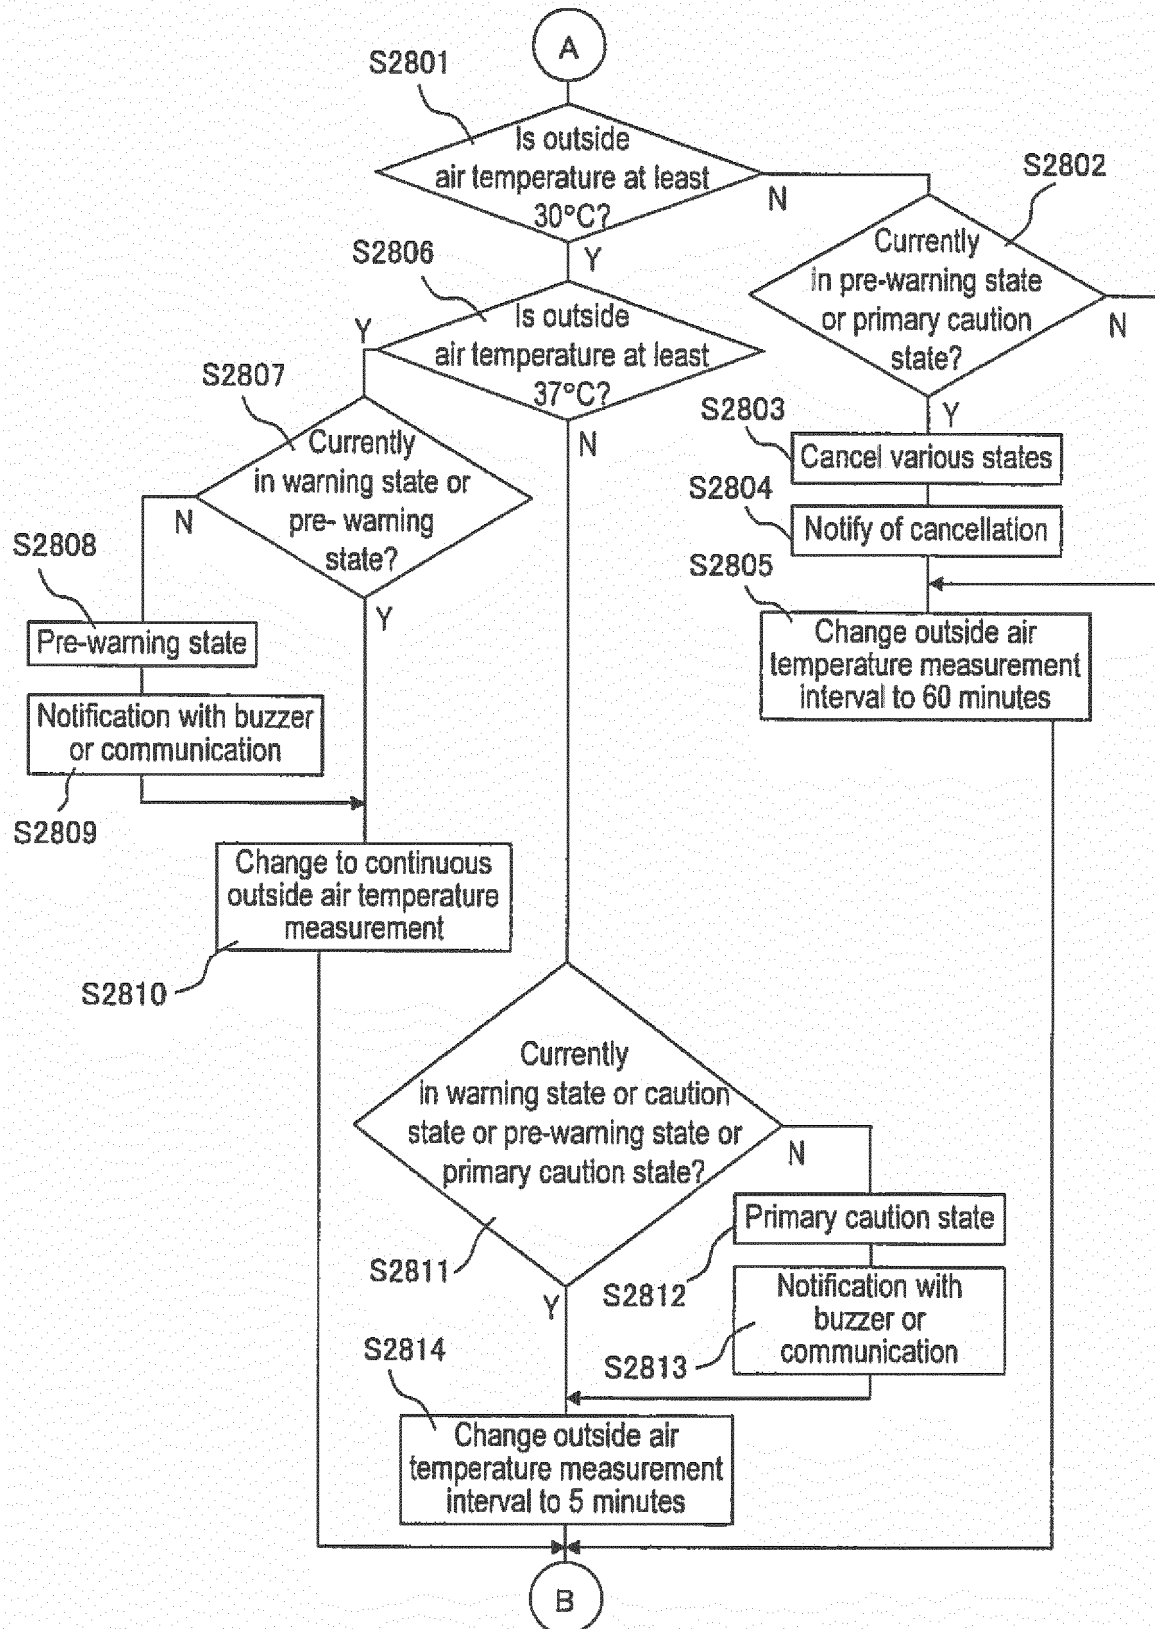 A
S2801
Is outside
air temperature at least
30°C?
N
Y
S2802
Currently
in pre-warning state
or primary caution
state?
N
Y
S2806
Is outside
air temperature at least
37°C?
Y
N
S2807
Currently
in warning state or
pre- warning
state?
N
Y
S2803
Cancel various states
S2804
Notify of cancellation
S2805
Change outside air
temperature measurement
interval to 60 minutes
S2808
Pre-warning state
Notification with buzzer
or communication
S2809
Change to continuous
outside air temperature
measurement
S2810
Currently
in warning state or caution
state or pre-warning state or
primary caution state?
N
Y
S2811
Primary caution state
S2812
Notification with
buzzer or
communication
S2813
S2814
Change outside air
temperature measurement
interval to 5 minutes
B